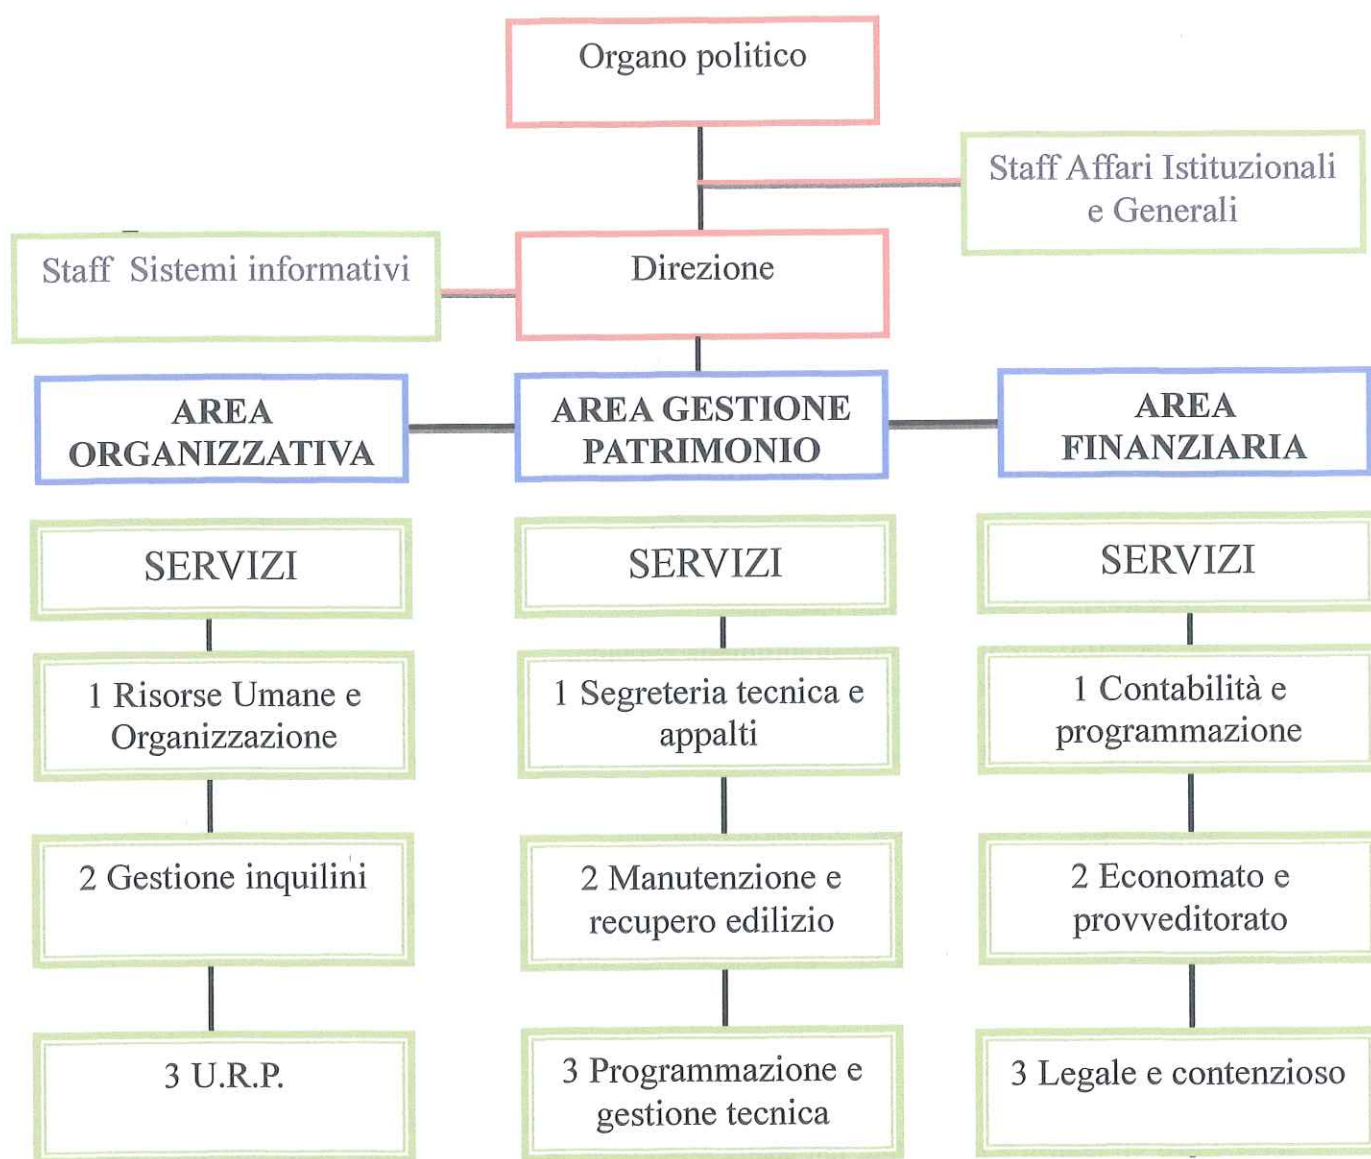 Organo politico
Staff Affari Istituzionali
e Generali
Staff Sistemi informativi
Direzione
AREA
ORGANIZZATIVA
AREA GESTIONE
PATRIMONIO
AREA
FINANZIARIA
SERVIZI
SERVIZI
SERVIZI
1 Risorse Umane e
Organizzazione
1 Segreteria tecnica e
appalti
1 Contabilità e
programmazione
2 Gestione inquilini
2 Manutenzione e
recupero edilizio
2 Economato e
provveditorato
3 U.R.P.
3 Programmazione e
gestione tecnica
3 Legale e contenzioso